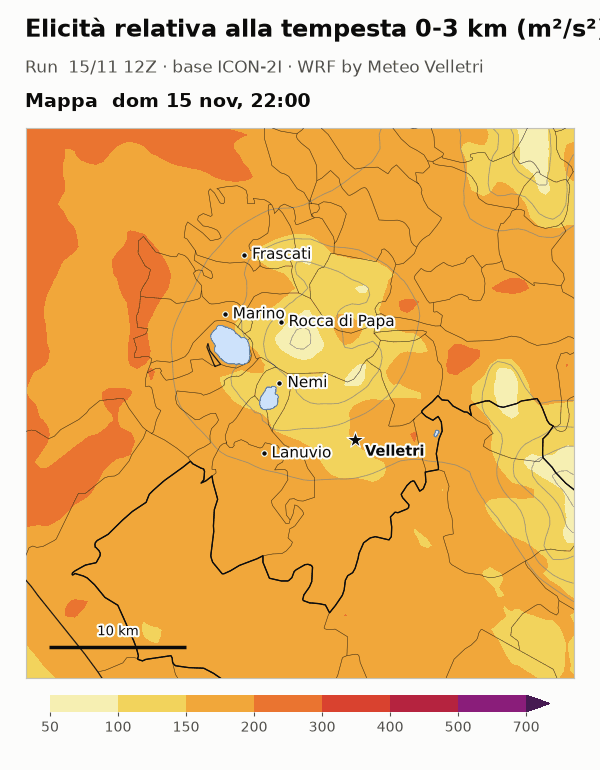 Elicità relativa alla tempesta 0-3 km (m²/s²)
Run 15/11 12Z · base ICON-2I · WRF by Meteo Velletri
Mappa dom 15 nov, 22:00
Frascati
Marino
Rocca di Papa
Nemi
Velletri
Lanuvio
10 km
50 100 150 200 300 400 500 700